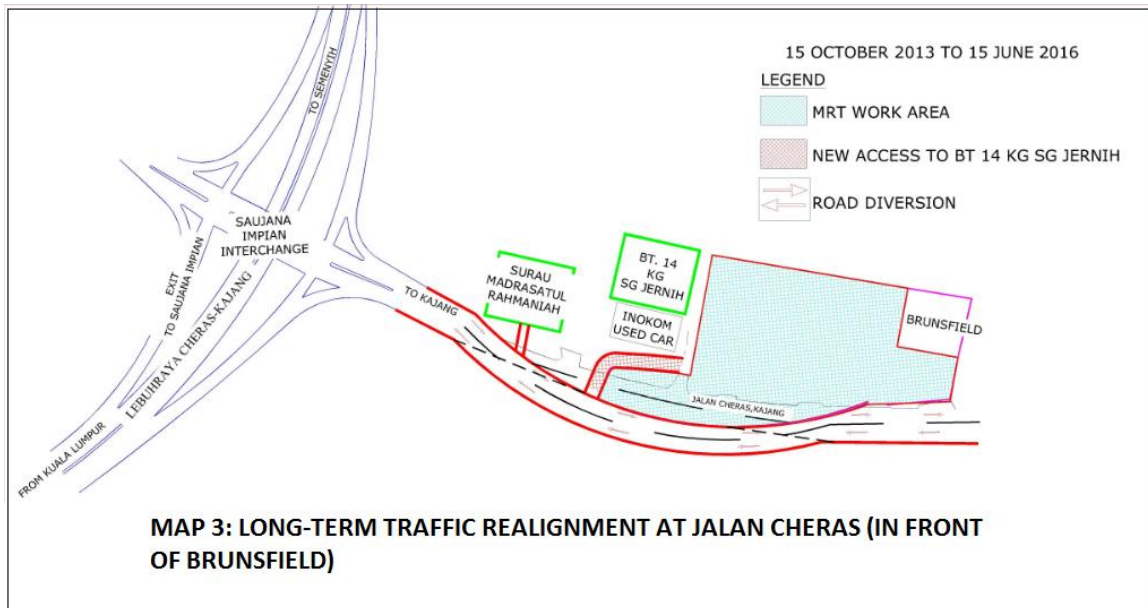 15 OCTOBER 2013 TO 15 JUNE 2016
LEGEND
MRT WORK AREA
NEW ACCESS TO BT 14 KG SG JERNIH
ROAD DIVERSION
TO SEMENYIH
SAUJANA
IMPIAN
INTERCHANGE
EXIT
TO SAUJANA IMPIAN
LEBUHRAYA CHERAS-KAJANG
FROM KUALA LUMPUR
TO KAJANG
SURAU
MADRASATUL
RAHMANIAH
BT. 14
KG
SG JERNIH
INOKOM
USED CAR
BRUNSFIELD
JALAN CHERAS,KAJANG
MAP 3: LONG-TERM TRAFFIC REALIGNMENT AT JALAN CHERAS (IN FRONT
OF BRUNSFIELD)